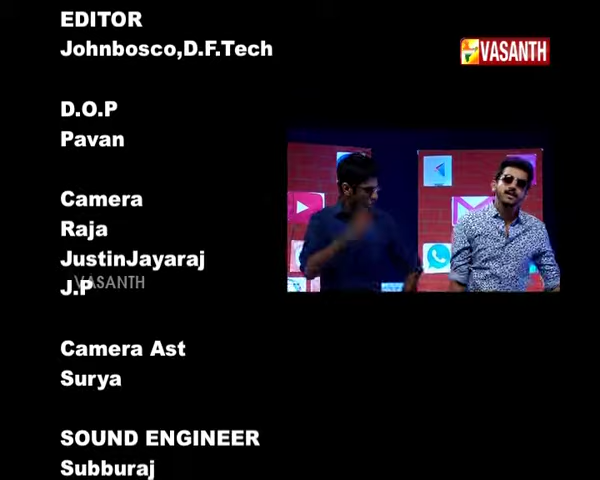 EDITOR
Johnbosco,D.F.Tech
VASANTH
D.O.P
Pavan
Camera
Raja
JustinJayaraj
VASANTH
J.P
Camera Ast
Surya
SOUND ENGINEER
Subburaj